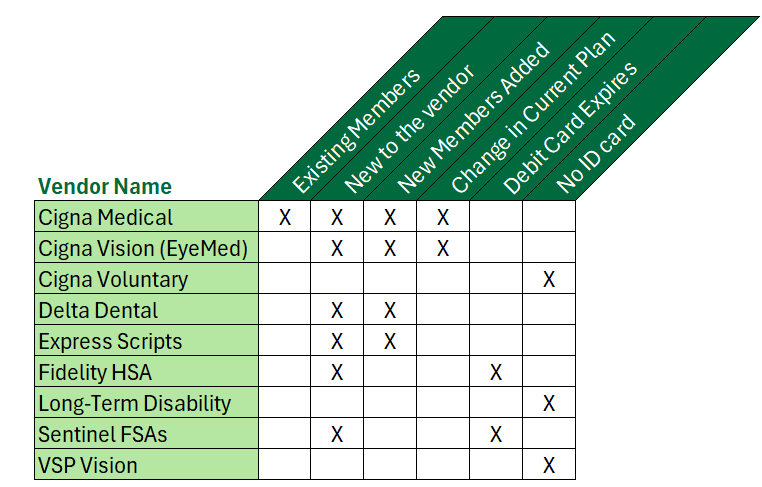 Existing Members
New to the vendor
New Members Added
Change in Current Plan
Debit Card Expires
No ID card
Vendor Name
Cigna Medical X X X X
Cigna Vision (EyeMed) X X X
Cigna Voluntary X
Delta Dental X X
Express Scripts X X
Fidelity HSA X X
Long-Term Disability X
Sentinel FSAs X X
VSP Vision X